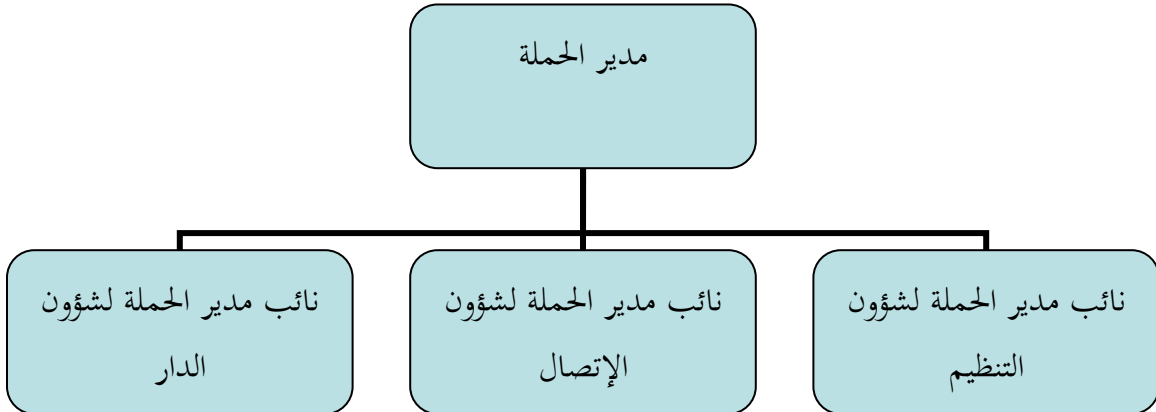 مدير الحملة
نائب مدير الحملة لشؤون
التنظيم
نائب مدير الحملة لشؤون
الإتصال
نائب مدير الحملة لشؤون
الدار